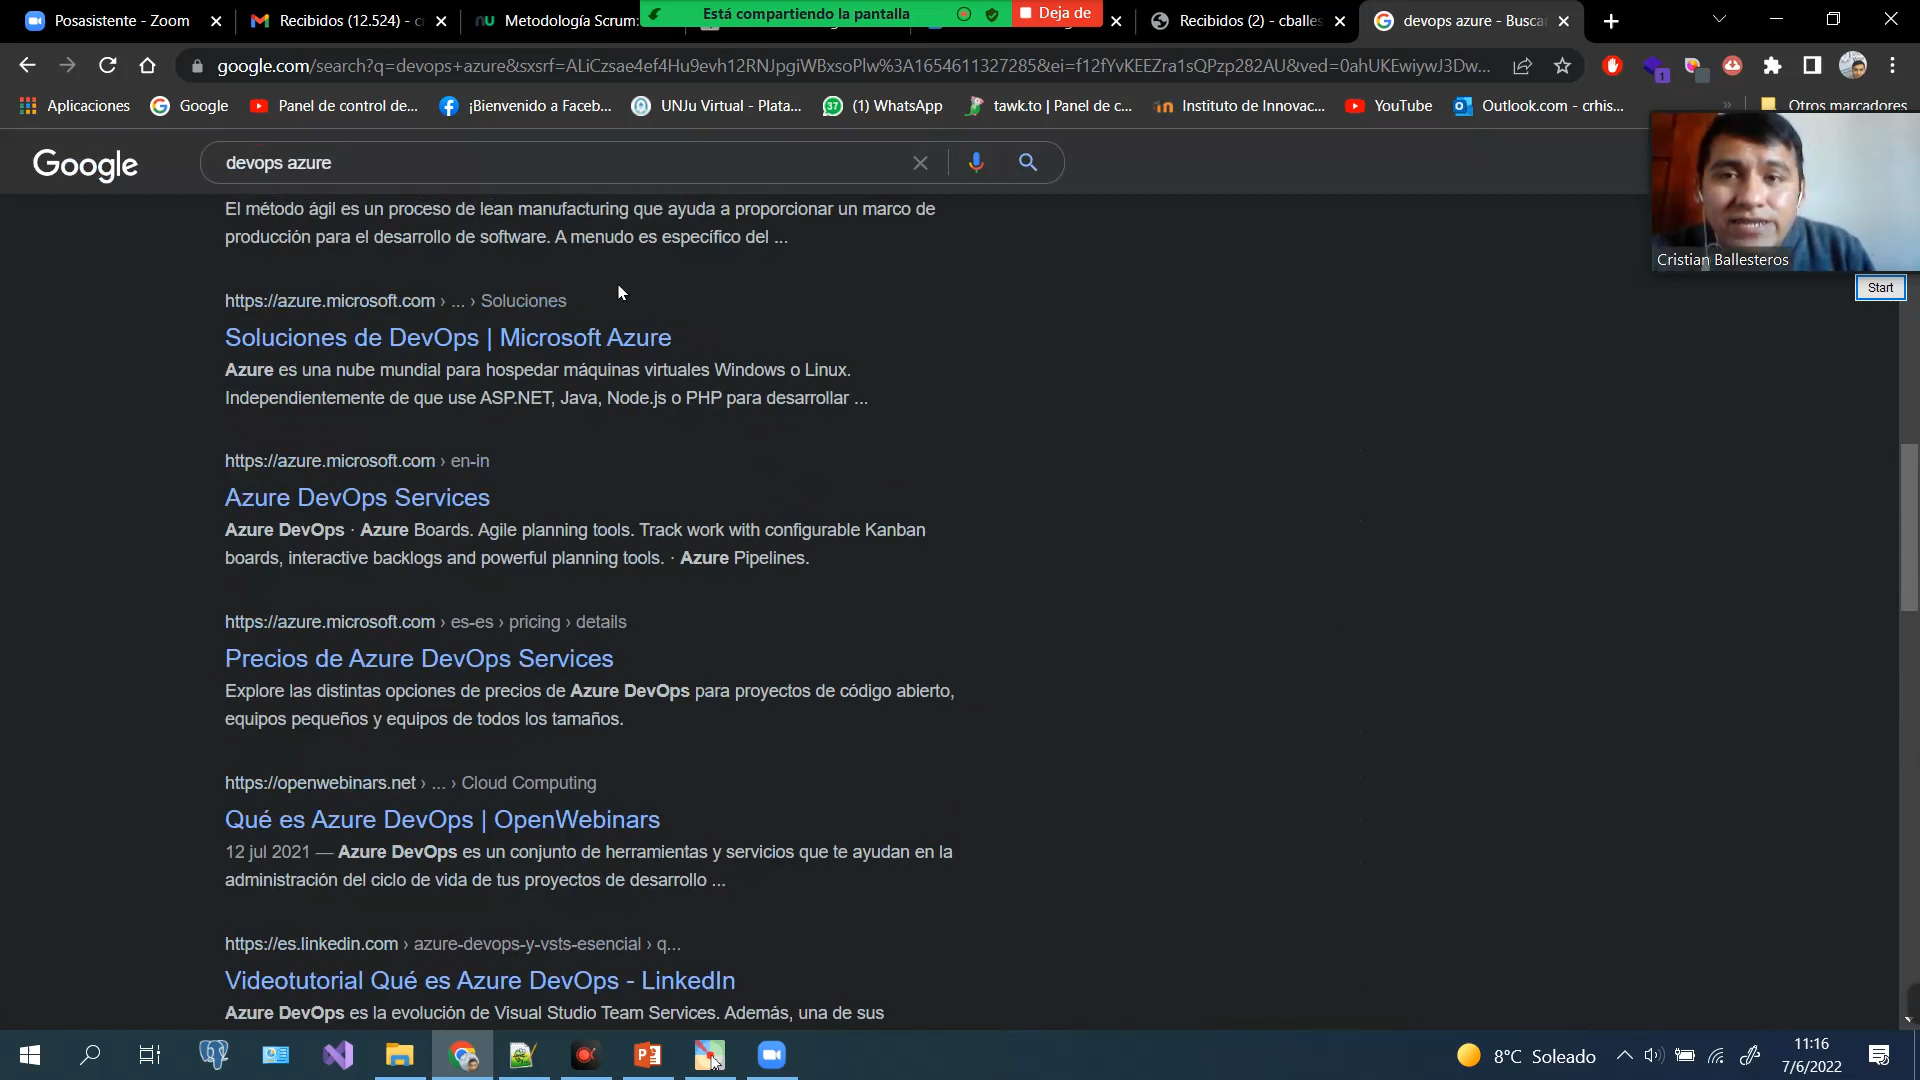 Posasistente - Zoom
Recibidos (12.524) - c
Metodología Scrum:
Está compartiendo la pantalla
Deja de
Recibidos (2) - cballes
devops azure - Busca
google.com/search?q=devops+azure&sxsrf=ALiCzsae4ef4Hu9evh12RNJpgiWBxsoPlw%3A1654611327285&ei=f12fYvKEEZra1sQPzp282AU&ved=0ahUKEwiywJ3Dw...
1
Aplicaciones
Google
Panel de control de...
¡Bienvenido a Faceb...
UNJu Virtual - Plata...
37
(1) WhatsApp
tawk.to | Panel de c...
Instituto de Innovac...
YouTube
Outlook.com - crhis...
»
Otros marcadores
Google
devops azure
Cristian Ballesteros
Start
El método ágil es un proceso de lean manufacturing que ayuda a proporcionar un marco de
producción para el desarrollo de software. A menudo es específico del ...
https://azure.microsoft.com › ... › Soluciones
Soluciones de DevOps | Microsoft Azure
Azure es una nube mundial para hospedar máquinas virtuales Windows o Linux.
Independientemente de que use ASP.NET, Java, Node.js o PHP para desarrollar ...
https://azure.microsoft.com › en-in
Azure DevOps Services
Azure DevOps · Azure Boards. Agile planning tools. Track work with configurable Kanban
boards, interactive backlogs and powerful planning tools. · Azure Pipelines.
https://azure.microsoft.com › es-es › pricing › details
Precios de Azure DevOps Services
Explore las distintas opciones de precios de Azure DevOps para proyectos de código abierto,
equipos pequeños y equipos de todos los tamaños.
https://openwebinars.net › ... › Cloud Computing
Qué es Azure DevOps | OpenWebinars
12 jul 2021 — Azure DevOps es un conjunto de herramientas y servicios que te ayudan en la
administración del ciclo de vida de tus proyectos de desarrollo ...
https://es.linkedin.com › azure-devops-y-vsts-esencial › q...
Videotutorial Qué es Azure DevOps - LinkedIn
Azure DevOps es la evolución de Visual Studio Team Services. Además, una de sus
8°C Soleado
11:16
7/6/2022